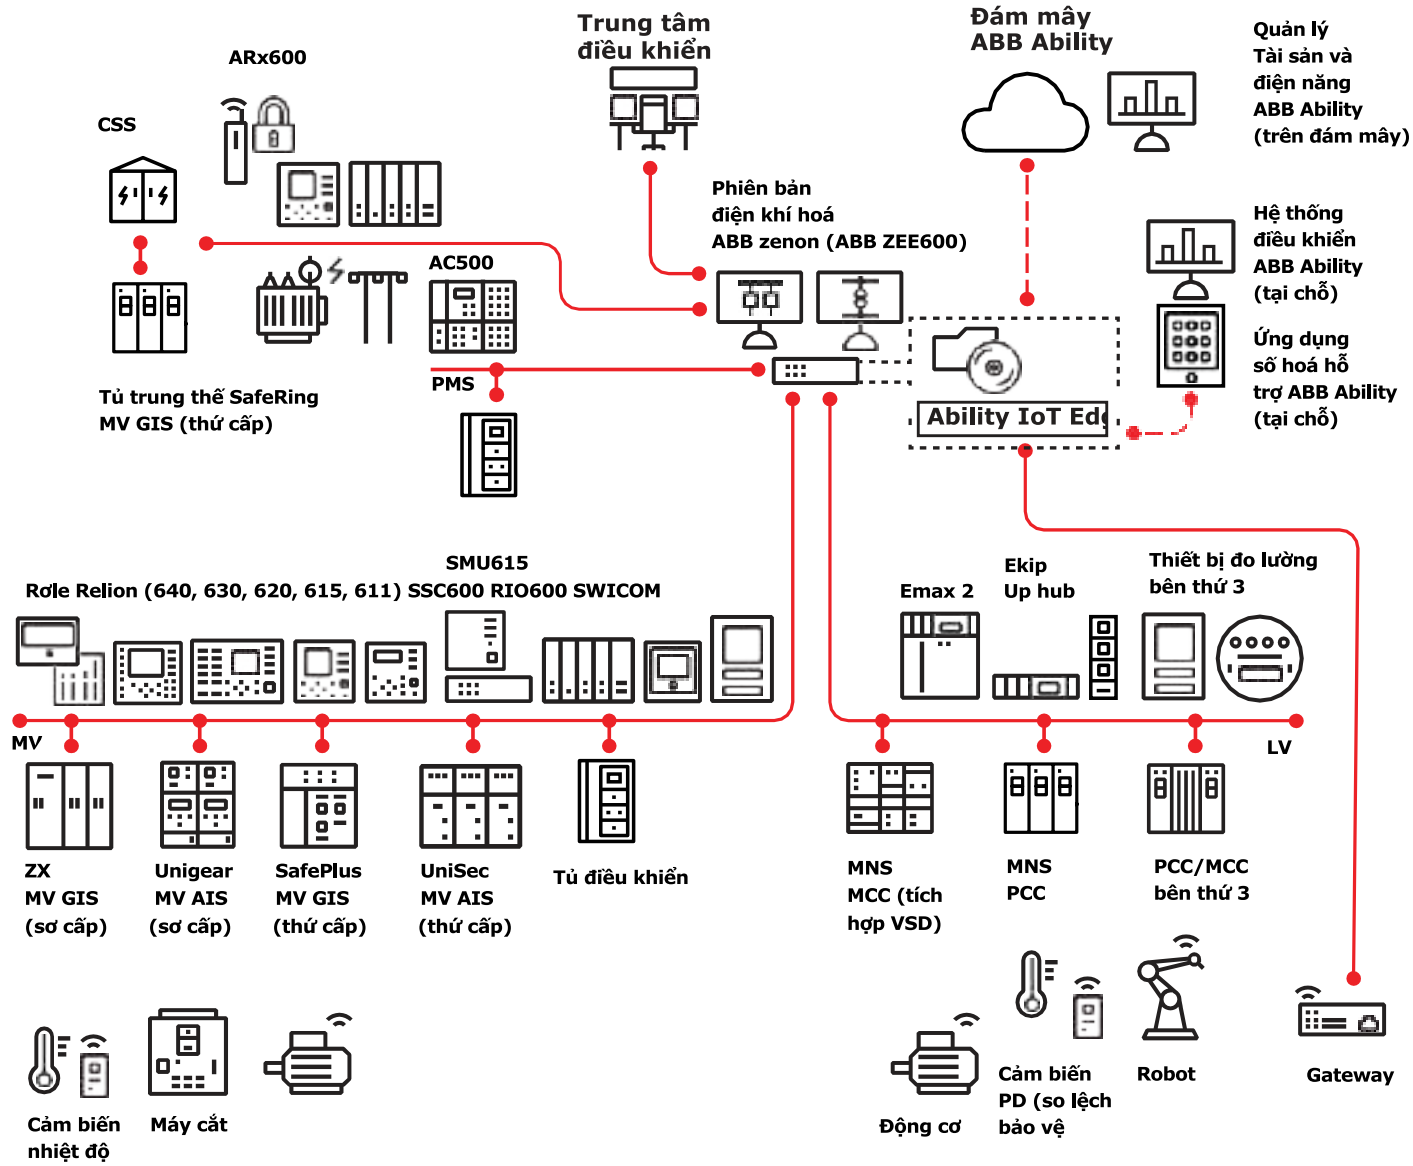 Trung tâm
điều khiển
Đám mây
ABB Ability
Quản lý
Tài sản và
điện năng
ABB Ability
(trên đám mây)
ARx600
CSS
Phiên bản
điện khí hoá
ABB zenon (ABB ZEE600)
Hệ thống
điều khiển
ABB Ability
(tại chỗ)
AC500
Ứng dụng
số hoá hỗ
trợ ABB Ability
(tại chỗ)
PMS
Tủ trung thế SafeRing
MV GIS (thứ cấp)
Ability IoT Edg
SMU615
Rơle Relion (640, 630, 620, 615, 611) SSC600 RIO600 SWICOM
Emax 2
Ekip
Up hub
Thiết bị đo lường
bên thứ 3
MV
LV
ZX
MV GIS
(sơ cấp)
Unigear
MV AIS
(sơ cấp)
SafePlus
MV GIS
(thứ cấp)
UniSec
MV AIS
(thứ cấp)
Tủ điều khiển
MNS
MCC (tích
hợp VSD)
MNS
PCC
PCC/MCC
bên thứ 3
Cảm biến
nhiệt độ
Máy cắt
Động cơ
Cảm biến
PD (so lệch
bảo vệ
Robot
Gateway